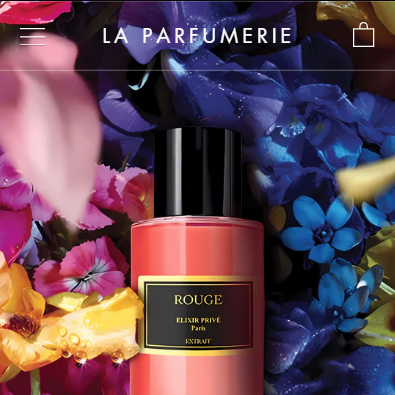 LA PARFUMERIE
ROUGE
ELIXIR PRIVÉ
Paris
EXTRAIT